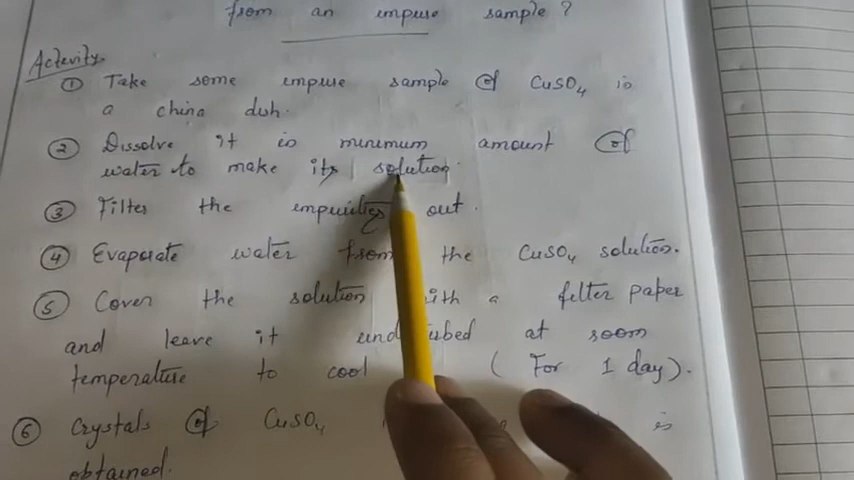 from an impure sample ?
Activity
① Take some impure sample of CuSO4 is
a china dish.
② Dissolve it is minimum amount of
water to make its solution.
③ Filter the impurities out.
④ Evaporate water from the CuSO4 solution.
⑤ Cover the solution with a filter paper
and leave it undisturbed at room
temperature to cool (For 1 day).
⑥ Crystals of CuSO4 is
obtained.